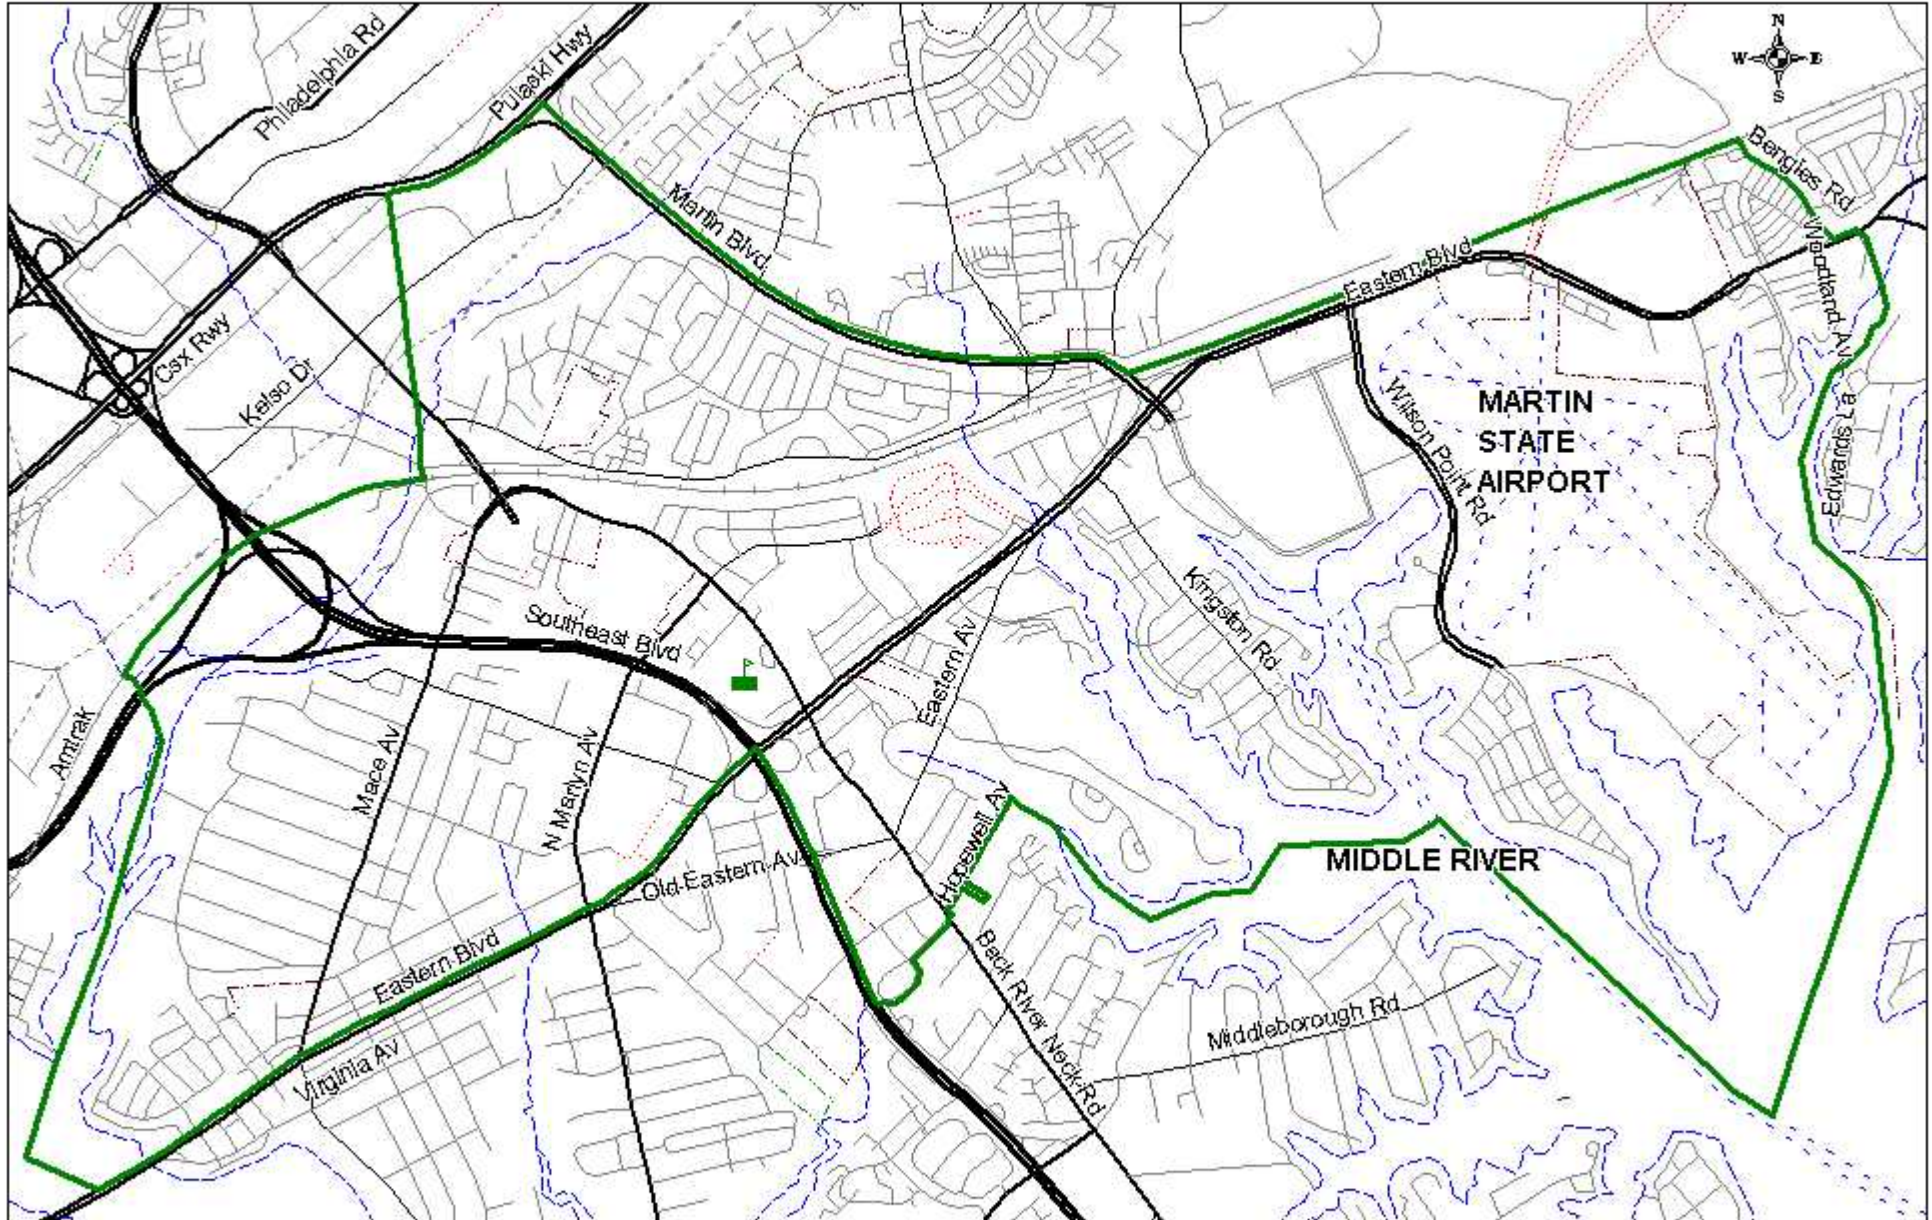 N
W E
S
Philadelphia Rd
Pulaski Hwy
Bengies Rd
Martin Blvd
Eastern Blvd
Woodland Av
Csx Rwy
Kelso Dr
Wilson Point Rd
MARTIN
STATE
AIRPORT
Edwards La
Southeast Blvd
Kingston Rd
Eastern Av
Amtrak
Mace Av
N Marlyn Av
Hopewell Av
MIDDLE RIVER
Old Eastern Av
Eastern Blvd
Back River Neck Rd
Middleborough Rd
Virginia Av